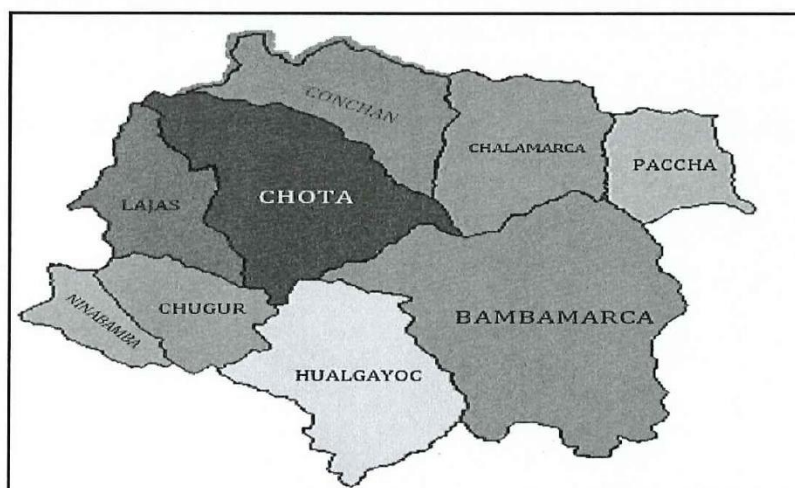 CONCHAN
CHALAMARCA
PACCHA
CHOTA
LAJAS
NINABAMBA
CHUGUR
BAMBAMARCA
HUALGAYOC